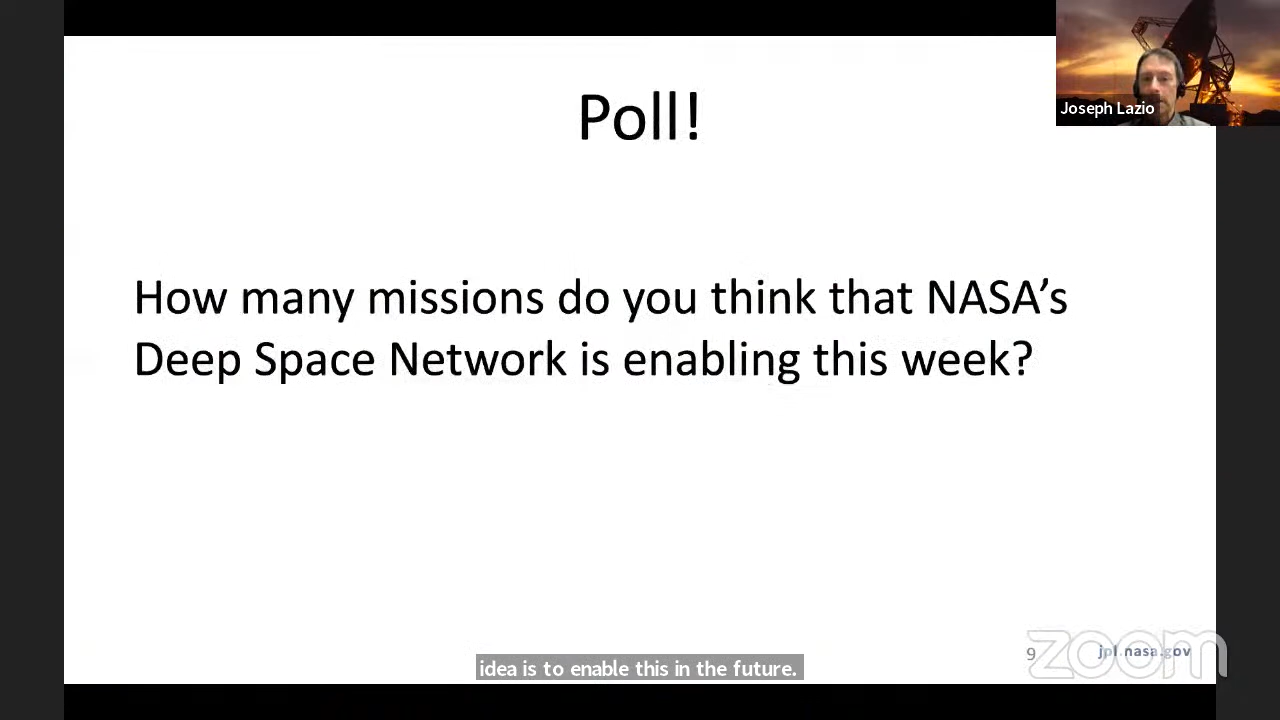 Poll!
Joseph Lazio
How many missions do you think that NASA’s
Deep Space Network is enabling this week?
idea is to enable this in the future.
9
jpl.nasa.gov
zoom